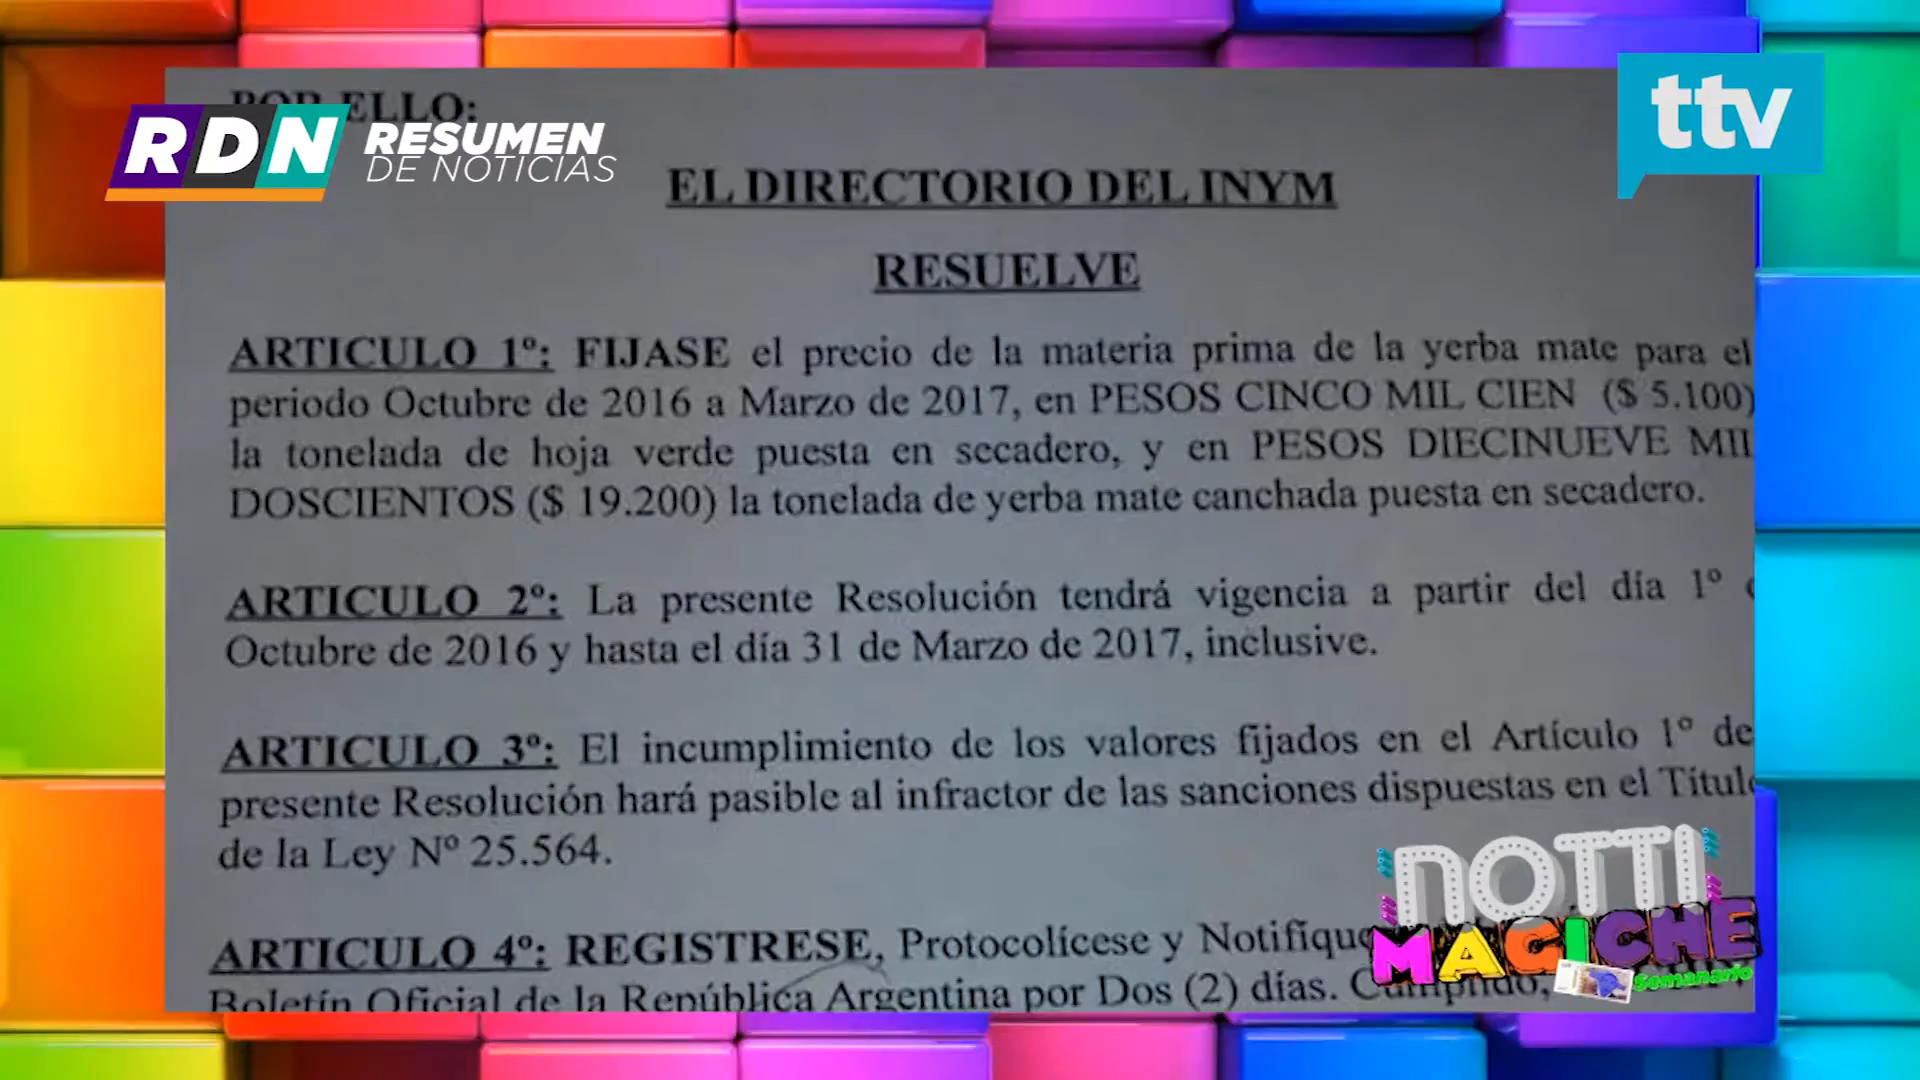 POR ELLO:
RDN RESUMEN
DE NOTICIAS
ttv
EL DIRECTORIO DEL INYM
RESUELVE
ARTICULO 1º: FIJASE el precio de la materia prima de la yerba mate para el
periodo Octubre de 2016 a Marzo de 2017, en PESOS CINCO MIL CIEN ($ 5.100)
la tonelada de hoja verde puesta en secadero, y en PESOS DIECINUEVE MIL
DOSCIENTOS ($ 19.200) la tonelada de yerba mate canchada puesta en secadero.
ARTICULO 2º: La presente Resolución tendrá vigencia a partir del día 1º
Octubre de 2016 y hasta el día 31 de Marzo de 2017, inclusive.
ARTICULO 3º: El incumplimiento de los valores fijados en el Artículo 1º de
presente Resolución hará pasible al infractor de las sanciones dispuestas en el Titulo
de la Ley Nº 25.564.
ARTICULO 4º: REGISTRESE, Protocolícese y Notifiqu
Boletín Oficial de la República Argentina por Dos (2) días. Cumplido,
NOTTI
MAGICHE
Semanario